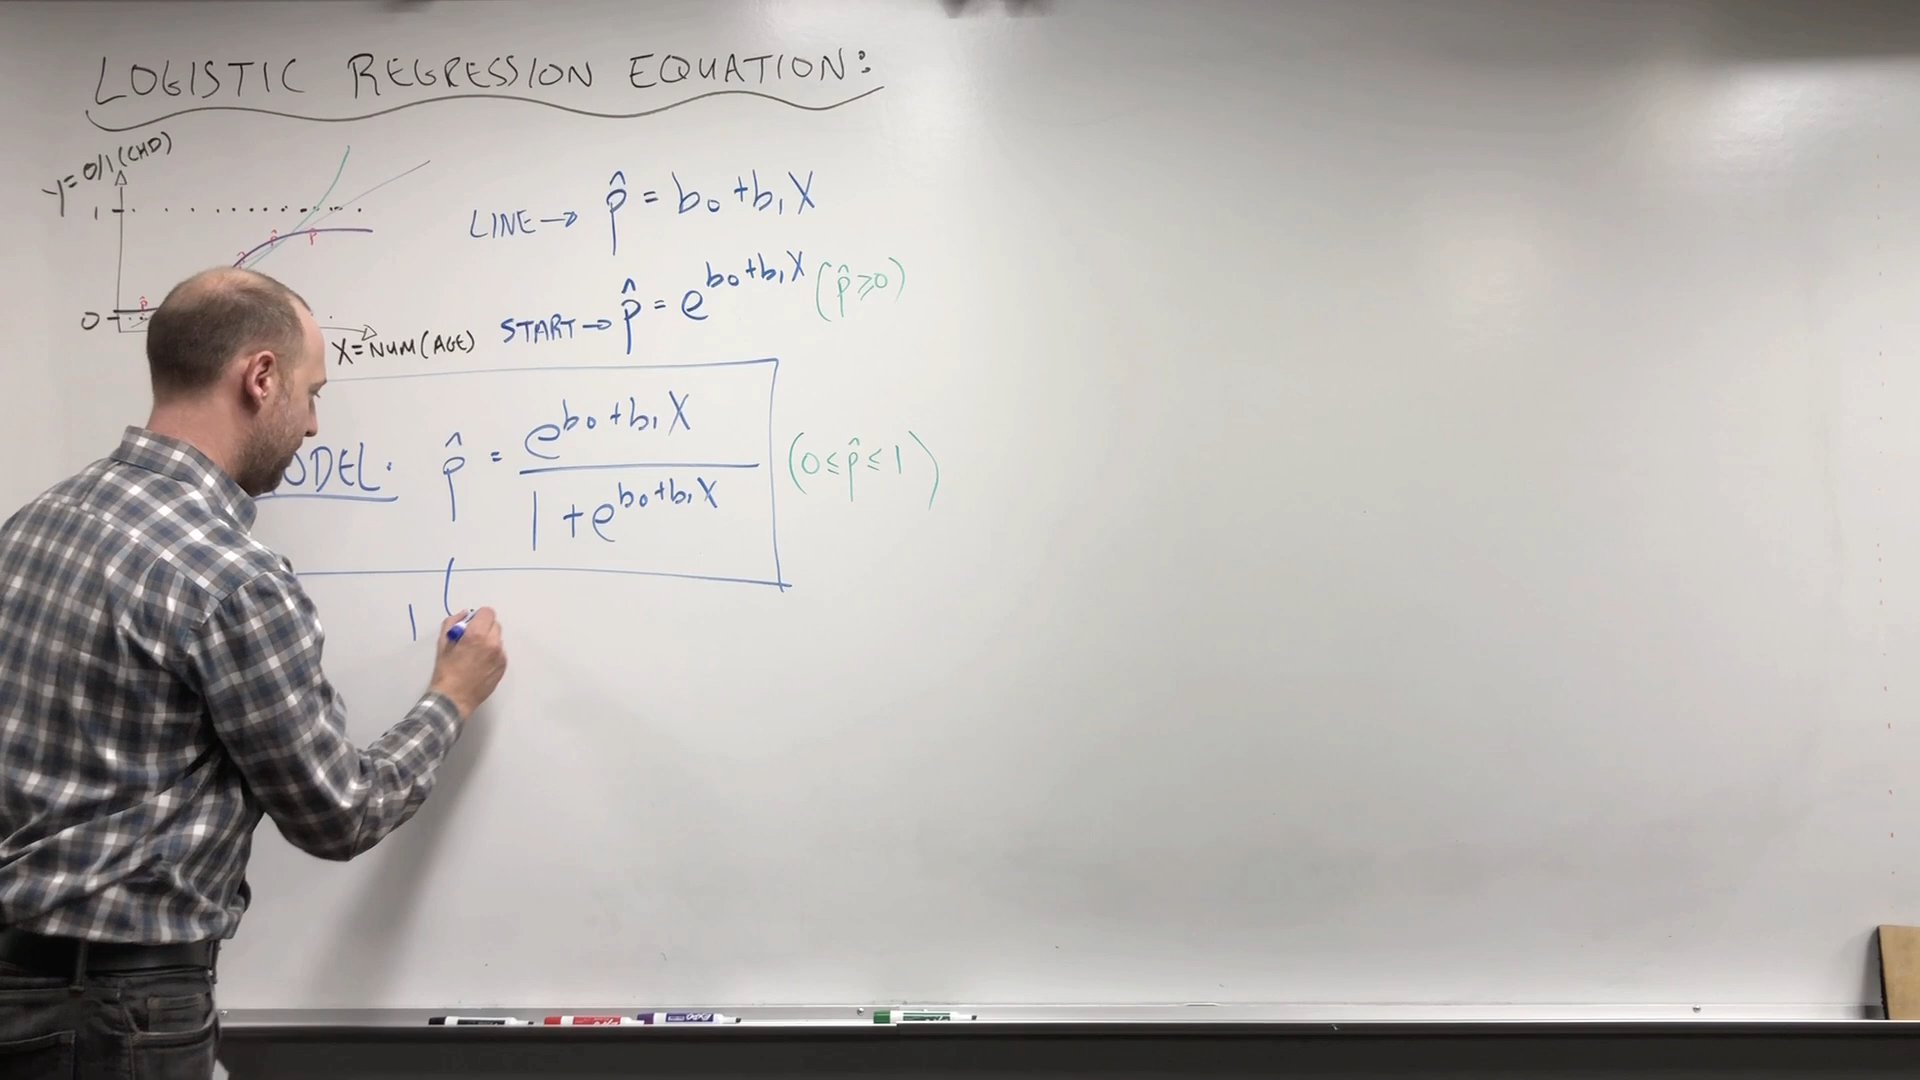 LOGISTIC REGRESSION EQUATION:
Y=0/1 (CHD)
1
p̂ p̂ p̂
p̂
0
X=NUM(AGE)
LINE→ p̂ = b₀+b₁X
START→ p̂ = e^(b₀+b₁X) (p̂≥0)
ODEL: p̂ = e^(b₀+b₁X) / 1+e^(b₀+b₁X) (0≤p̂≤1)
1 (